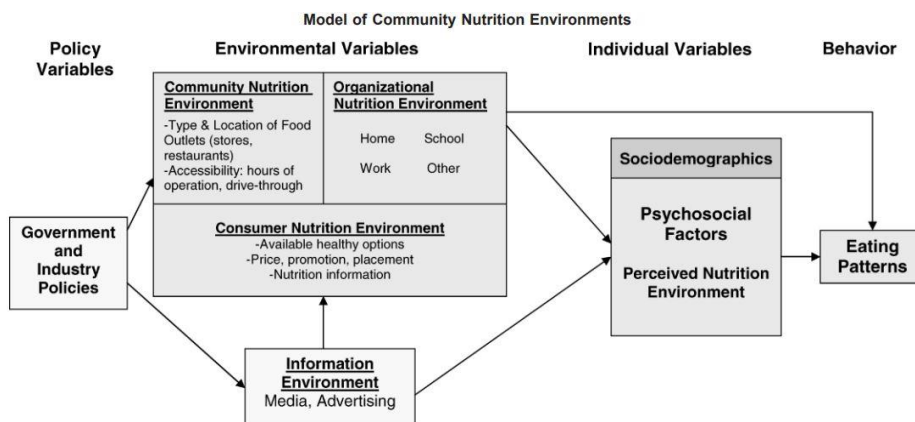 Model of Community Nutrition Environments
Policy
Variables
Environmental Variables
Individual Variables
Behavior
Community Nutrition
Environment
-Type & Location of Food
Outlets (stores,
restaurants)
-Accessibility: hours of
operation, drive-through
Organizational
Nutrition Environment
Home School
Work Other
Consumer Nutrition Environment
-Available healthy options
-Price, promotion, placement
-Nutrition information
Government
and
Industry
Policies
Information
Environment
Media, Advertising
Sociodemographics
Psychosocial
Factors
Perceived Nutrition
Environment
Eating
Patterns